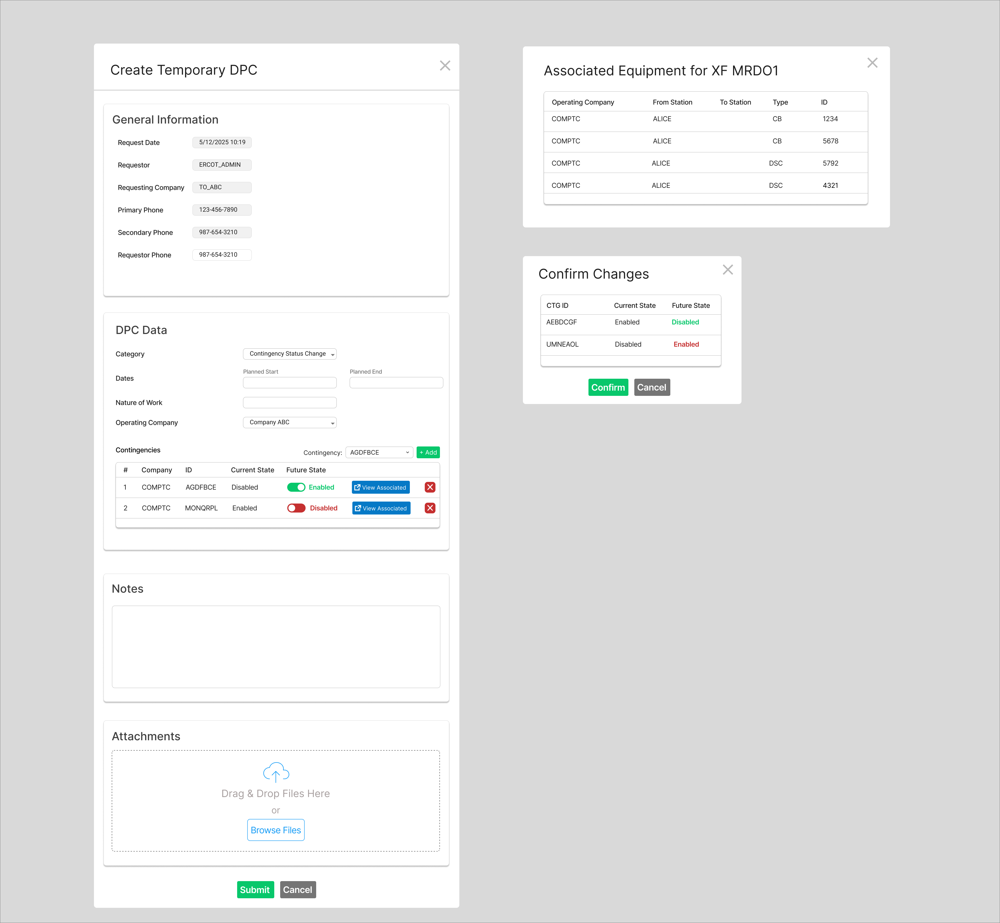 Create Temporary DPC
General Information
Request Date 5/12/2025 10:19
Requestor ERCOT_ADMIN
Requesting Company TO_ABC
Primary Phone 123-456-7890
Secondary Phone 987-654-3210
Requestor Phone 987-654-3210
DPC Data
Category Contingency Status Change
Planned Start Planned End
Dates
Nature of Work
Operating Company Company ABC
Contingencies Contingency: AGDFBCE + Add
# Company ID Current State Future State
1 COMPTC AGDFBCE Disabled Enabled View Associated
2 COMPTC MONQRPL Enabled Disabled View Associated
Notes
Attachments
Drag & Drop Files Here
or
Browse Files
Submit Cancel
Associated Equipment for XF MRDO1
Operating Company From Station To Station Type ID
COMPTC ALICE CB 1234
COMPTC ALICE CB 5678
COMPTC ALICE DSC 5792
COMPTC ALICE DSC 4321
Confirm Changes
CTG ID Current State Future State
AEBDCGF Enabled Disabled
UMNEAOL Disabled Enabled
Confirm Cancel